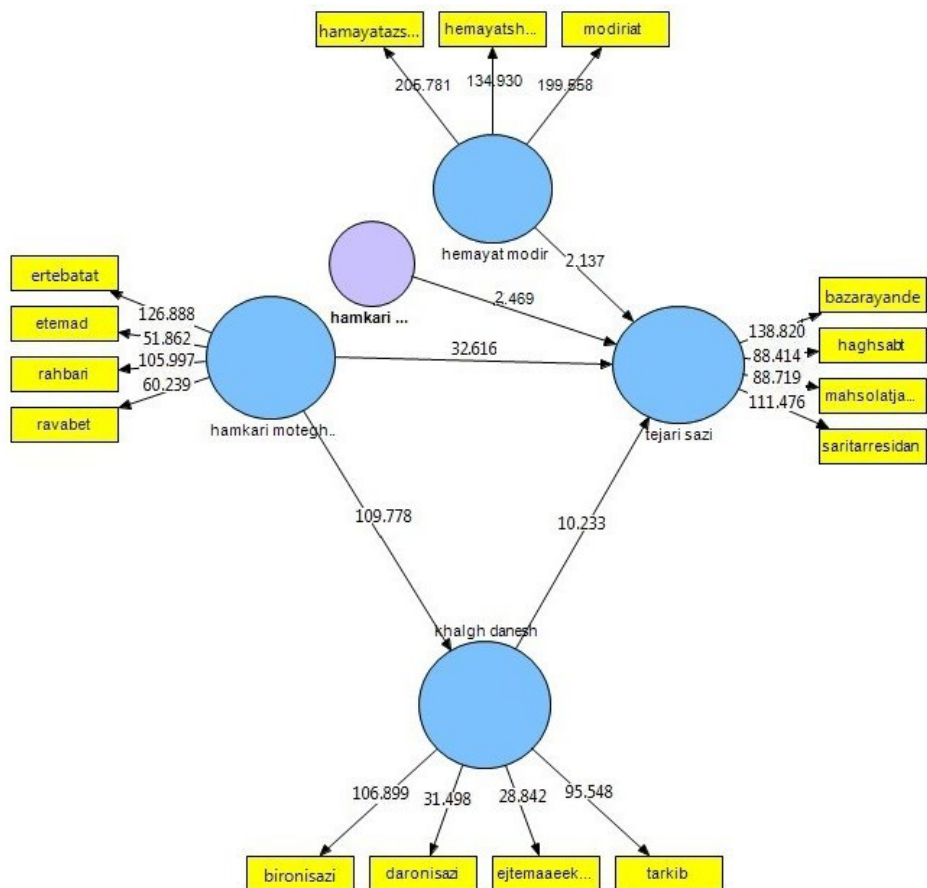 hamayatazs...
hemayatsh...
modiriat
205.781
134.930
199.558
hemayat modir
2.137
hamkari ...
2.469
ertebatat
etemad
rahbari
ravabet
126.888
51.862
105.997
60.239
hamkari motegh..
32.616
tejari sazi
138.820
88.414
88.719
111.476
bazarayande
haghsabt
mahsolatja...
saritarresidan
109.778
10.233
khalgh danesh
106.899
31.498
28.842
95.548
bironisazi
daronisazi
ejtemaaeek...
tarkib